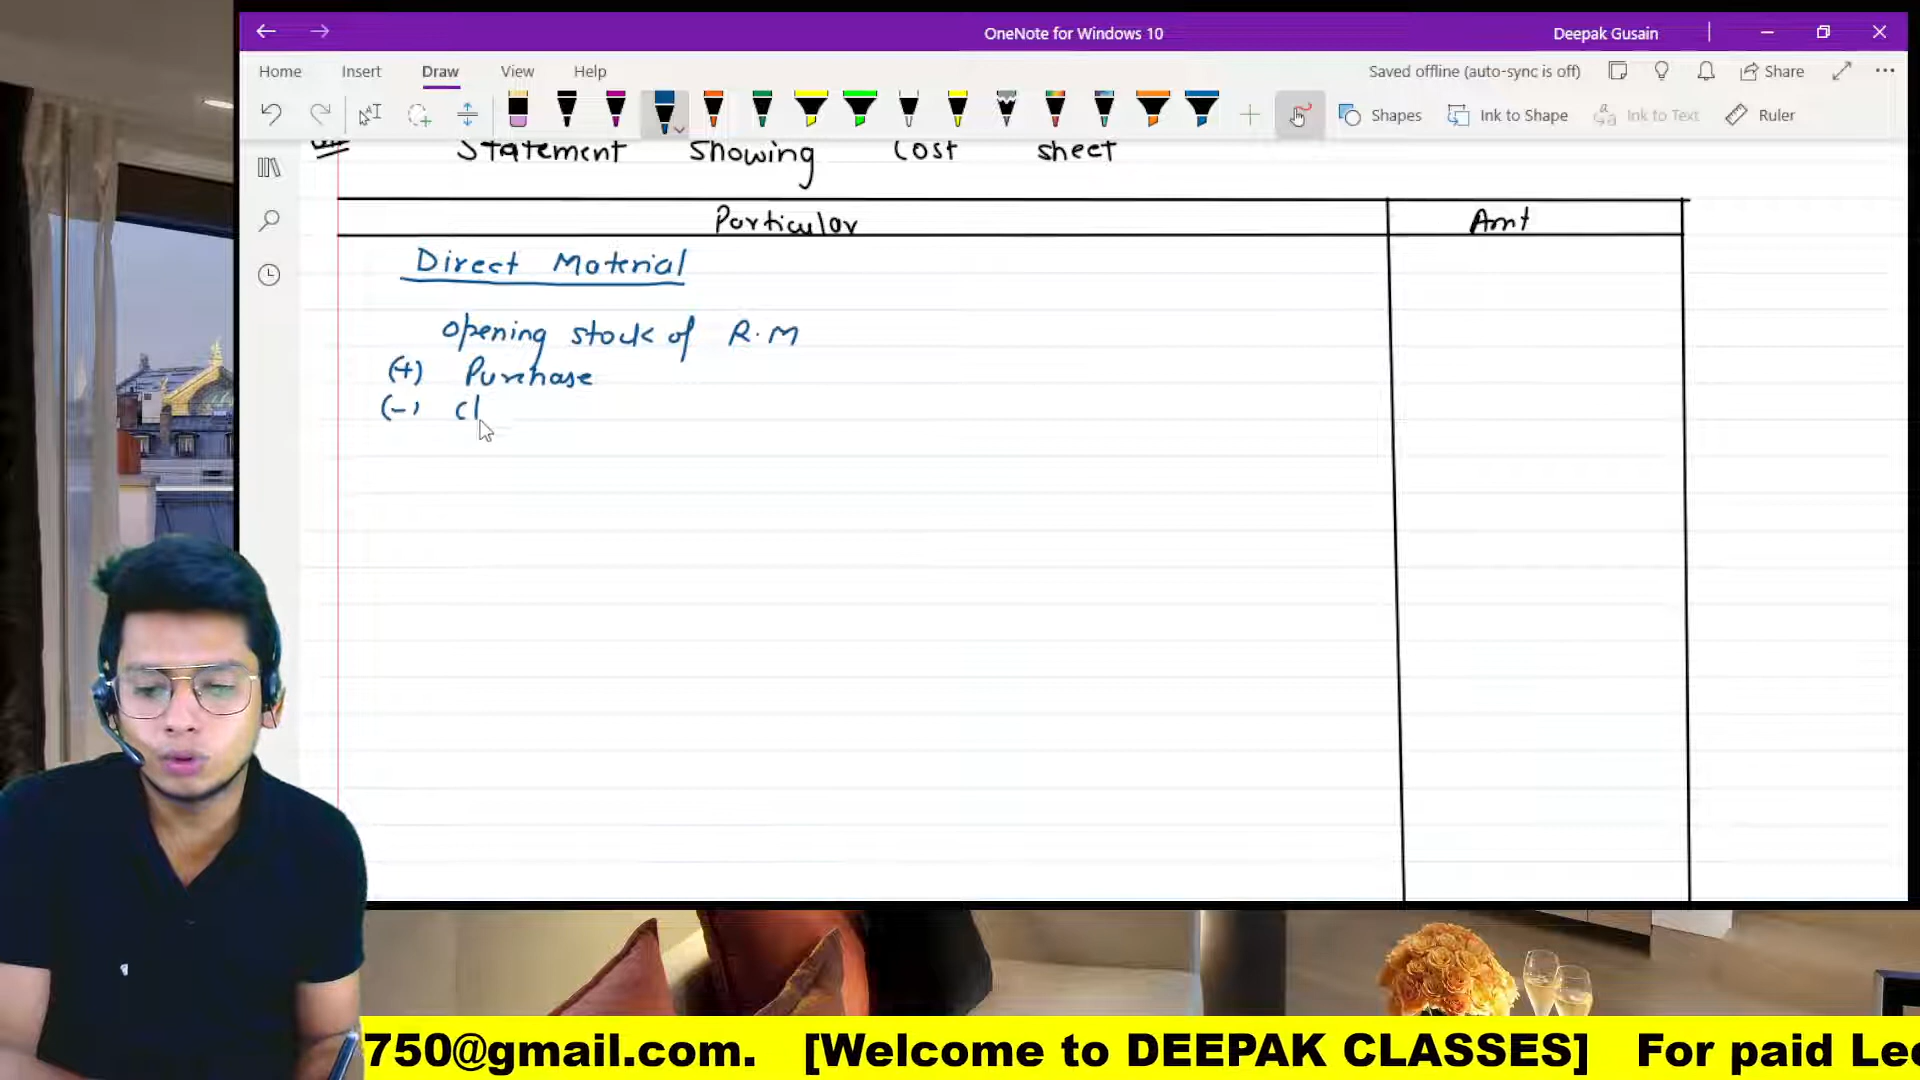 OneNote for Windows 10
Deepak Gusain
Home Insert Draw View Help
Saved offline (auto-sync is off)
Share
Shapes
Ink to Shape
Ink to Text
Ruler
Statement Showing Cost sheet
Particular
Amt
Direct Material
opening stock of R.M
(+) Purchase
(-) cl
750@gmail.com. [Welcome to DEEPAK CLASSES] For paid Lec